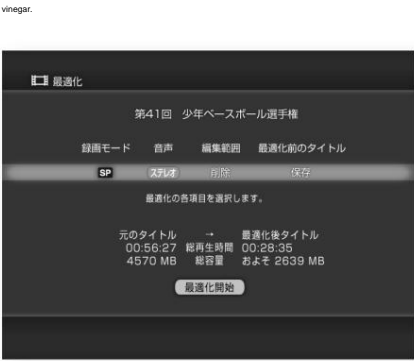 vinegar.
最適化
第41回 少年ベースボール選手権
録画モード 音声 編集範囲 最適化前のタイトル
SP ステレオ 削除 保存
最適化の各項目を選択します。
元のタイトル → 最適化後タイトル
00:56:27 総再生時間 00:28:35
4570 MB 総容量 およそ 2639 MB
最適化開始